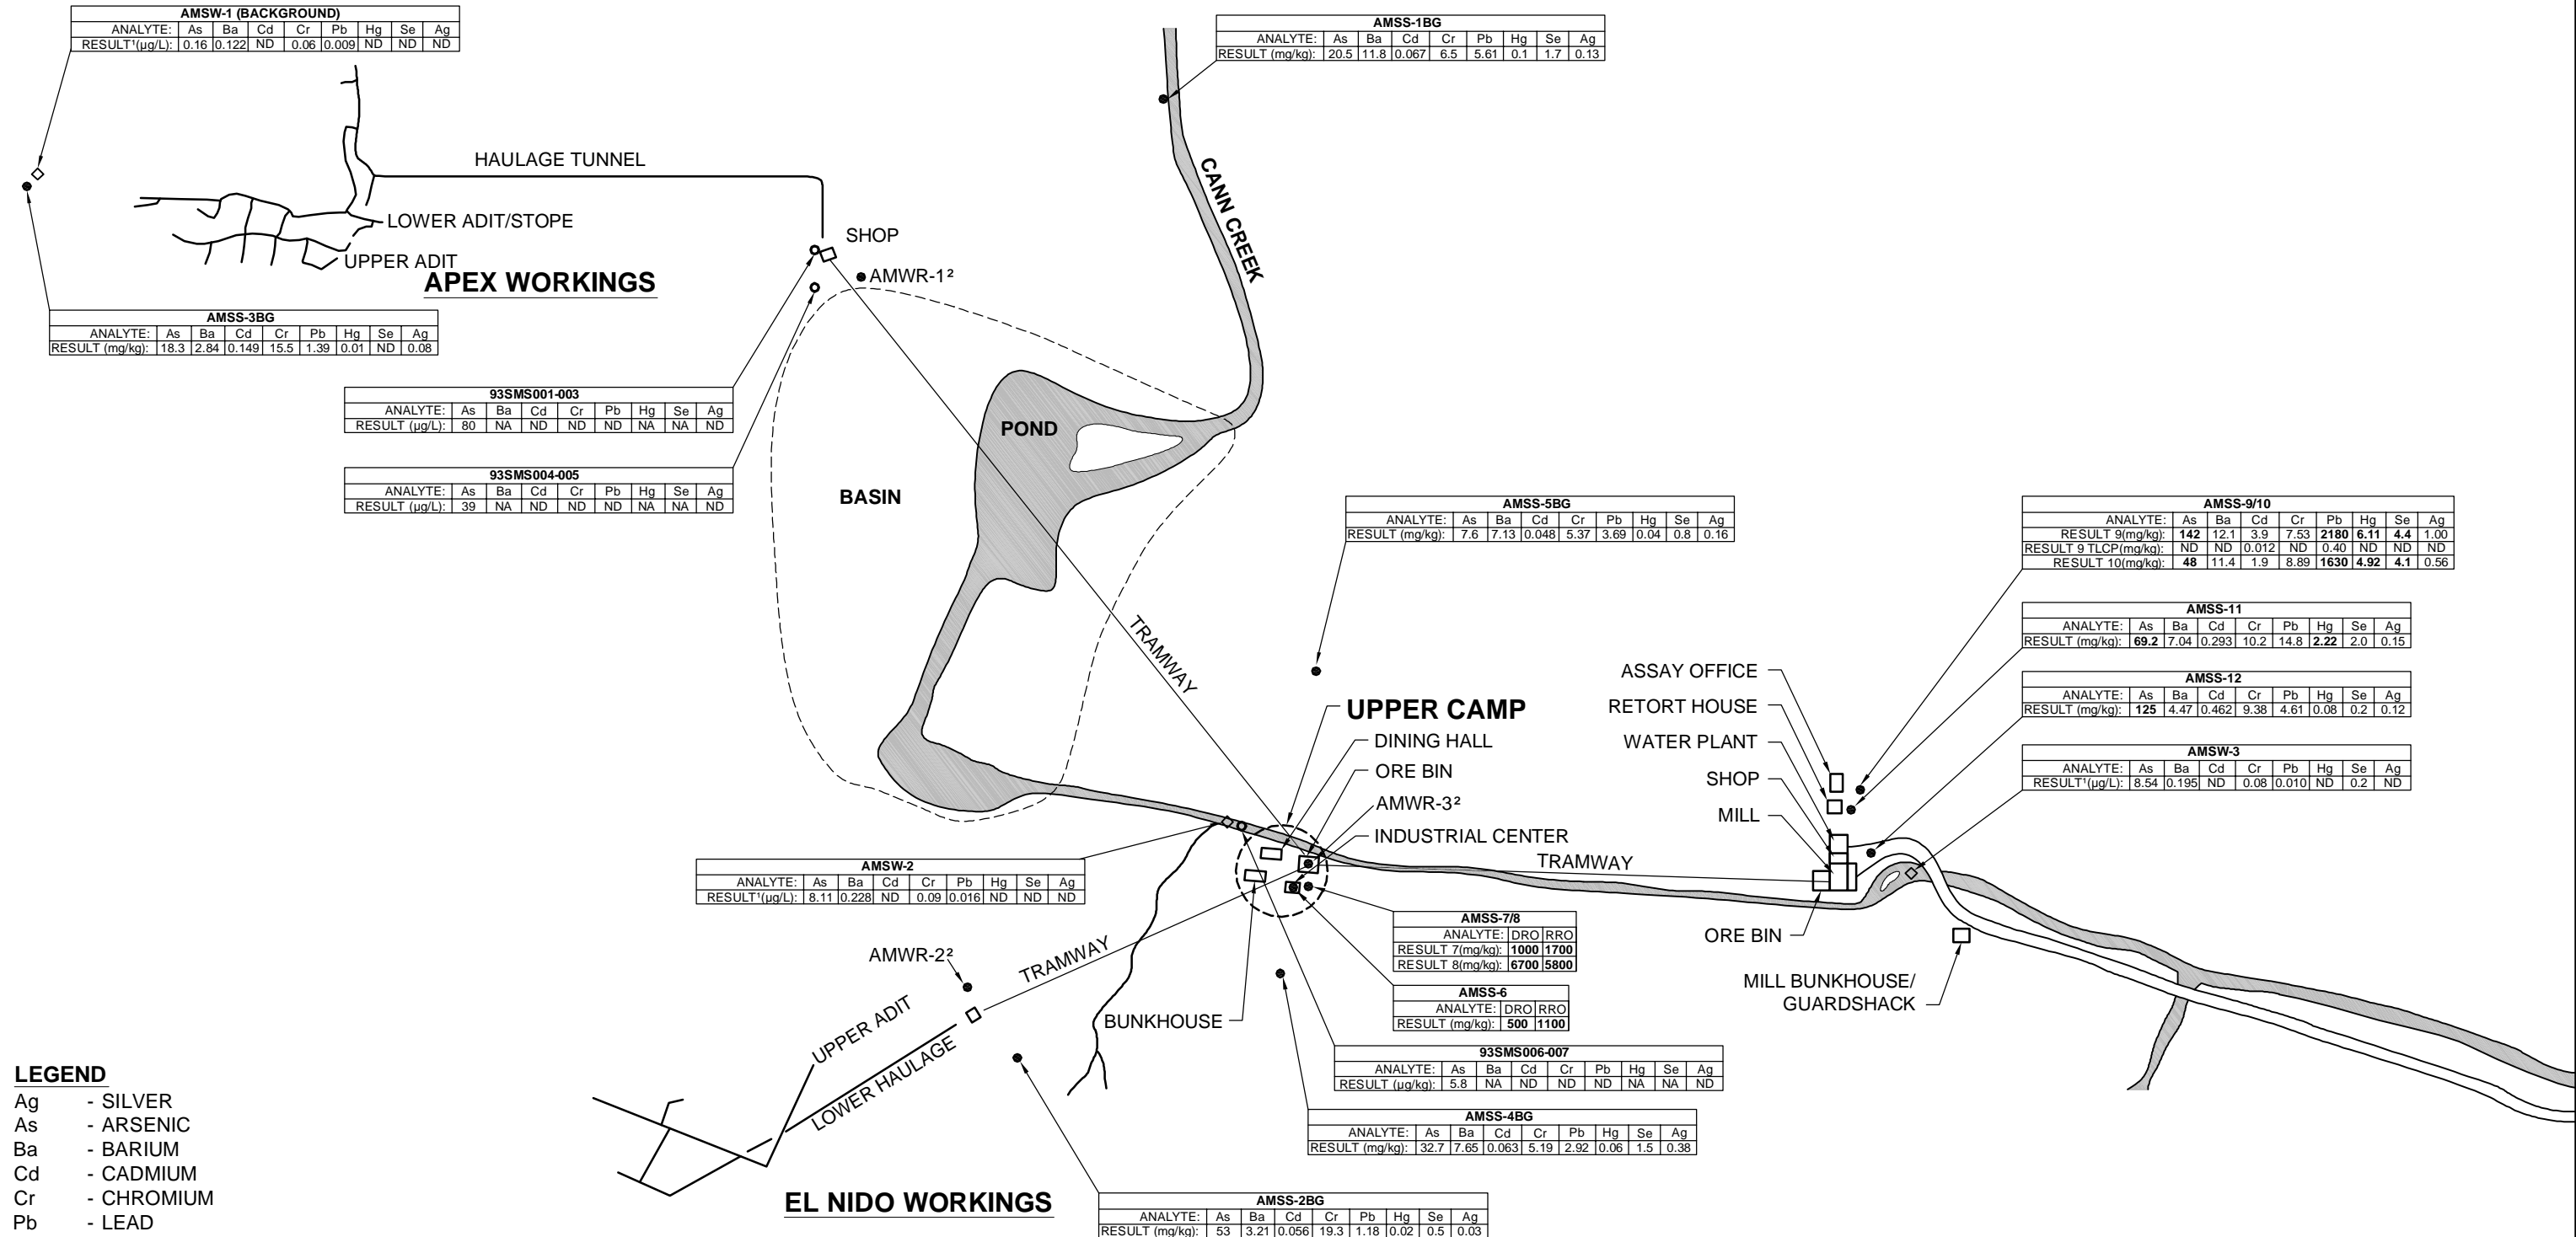 AMSW-1 (BACKGROUND)
ANALYTE: As Ba Cd Cr Pb Hg Se Ag
RESULT¹(µg/L): 0.16 0.122 ND 0.06 0.009 ND ND ND
AMSS-1BG
ANALYTE: As Ba Cd Cr Pb Hg Se Ag
RESULT (mg/kg): 20.5 11.8 0.067 6.5 5.61 0.1 1.7 0.13
HAULAGE TUNNEL
CANN CREEK
LOWER ADIT/STOPE
UPPER ADIT
APEX WORKINGS
SHOP
AMWR-1²
AMSS-3BG
ANALYTE: As Ba Cd Cr Pb Hg Se Ag
RESULT (mg/kg): 18.3 2.84 0.149 15.5 1.39 0.01 ND 0.08
93SMS001-003
ANALYTE: As Ba Cd Cr Pb Hg Se Ag
RESULT (µg/L): 80 NA ND ND ND NA NA ND
93SMS004-005
ANALYTE: As Ba Cd Cr Pb Hg Se Ag
RESULT (µg/L): 39 NA ND ND ND NA NA ND
POND
BASIN
TRAMWAY
AMSS-5BG
ANALYTE: As Ba Cd Cr Pb Hg Se Ag
RESULT (mg/kg): 7.6 7.13 0.048 5.37 3.69 0.04 0.8 0.16
AMSS-9/10
ANALYTE: As Ba Cd Cr Pb Hg Se Ag
RESULT 9(mg/kg): 142 12.1 3.9 7.53 2180 6.11 4.4 1.00
RESULT 9 TLCP(mg/kg): ND ND 0.012 ND 0.40 ND ND ND
RESULT 10(mg/kg): 48 11.4 1.9 8.89 1630 4.92 4.1 0.56
AMSS-11
ANALYTE: As Ba Cd Cr Pb Hg Se Ag
RESULT (mg/kg): 69.2 7.04 0.293 10.2 14.8 2.22 2.0 0.15
AMSS-12
ANALYTE: As Ba Cd Cr Pb Hg Se Ag
RESULT (mg/kg): 125 4.47 0.462 9.38 4.61 0.08 0.2 0.12
AMSW-3
ANALYTE: As Ba Cd Cr Pb Hg Se Ag
RESULT¹(µg/L): 8.54 0.195 ND 0.08 0.010 ND 0.2 ND
UPPER CAMP
DINING HALL
ORE BIN
AMWR-3²
INDUSTRIAL CENTER
TRAMWAY
ASSAY OFFICE
RETORT HOUSE
WATER PLANT
SHOP
MILL
ORE BIN
MILL BUNKHOUSE/
GUARDSHACK
AMSW-2
ANALYTE: As Ba Cd Cr Pb Hg Se Ag
RESULT¹(µg/L): 8.11 0.228 ND 0.09 0.016 ND ND ND
AMSS-7/8
ANALYTE: DRO RRO
RESULT 7(mg/kg): 1000 1700
RESULT 8(mg/kg): 6700 5800
AMSS-6
ANALYTE: DRO RRO
RESULT (mg/kg): 500 1100
AMWR-2²
TRAMWAY
BUNKHOUSE
UPPER ADIT
LOWER HAULAGE
93SMS006-007
ANALYTE: As Ba Cd Cr Pb Hg Se Ag
RESULT (µg/kg): 5.8 NA ND ND ND NA NA ND
AMSS-4BG
ANALYTE: As Ba Cd Cr Pb Hg Se Ag
RESULT (mg/kg): 32.7 7.65 0.063 5.19 2.92 0.06 1.5 0.38
EL NIDO WORKINGS
AMSS-2BG
ANALYTE: As Ba Cd Cr Pb Hg Se Ag
RESULT (mg/kg): 53 3.21 0.056 19.3 1.18 0.02 0.5 0.03
LEGEND
Ag - SILVER
As - ARSENIC
Ba - BARIUM
Cd - CADMIUM
Cr - CHROMIUM
Pb - LEAD